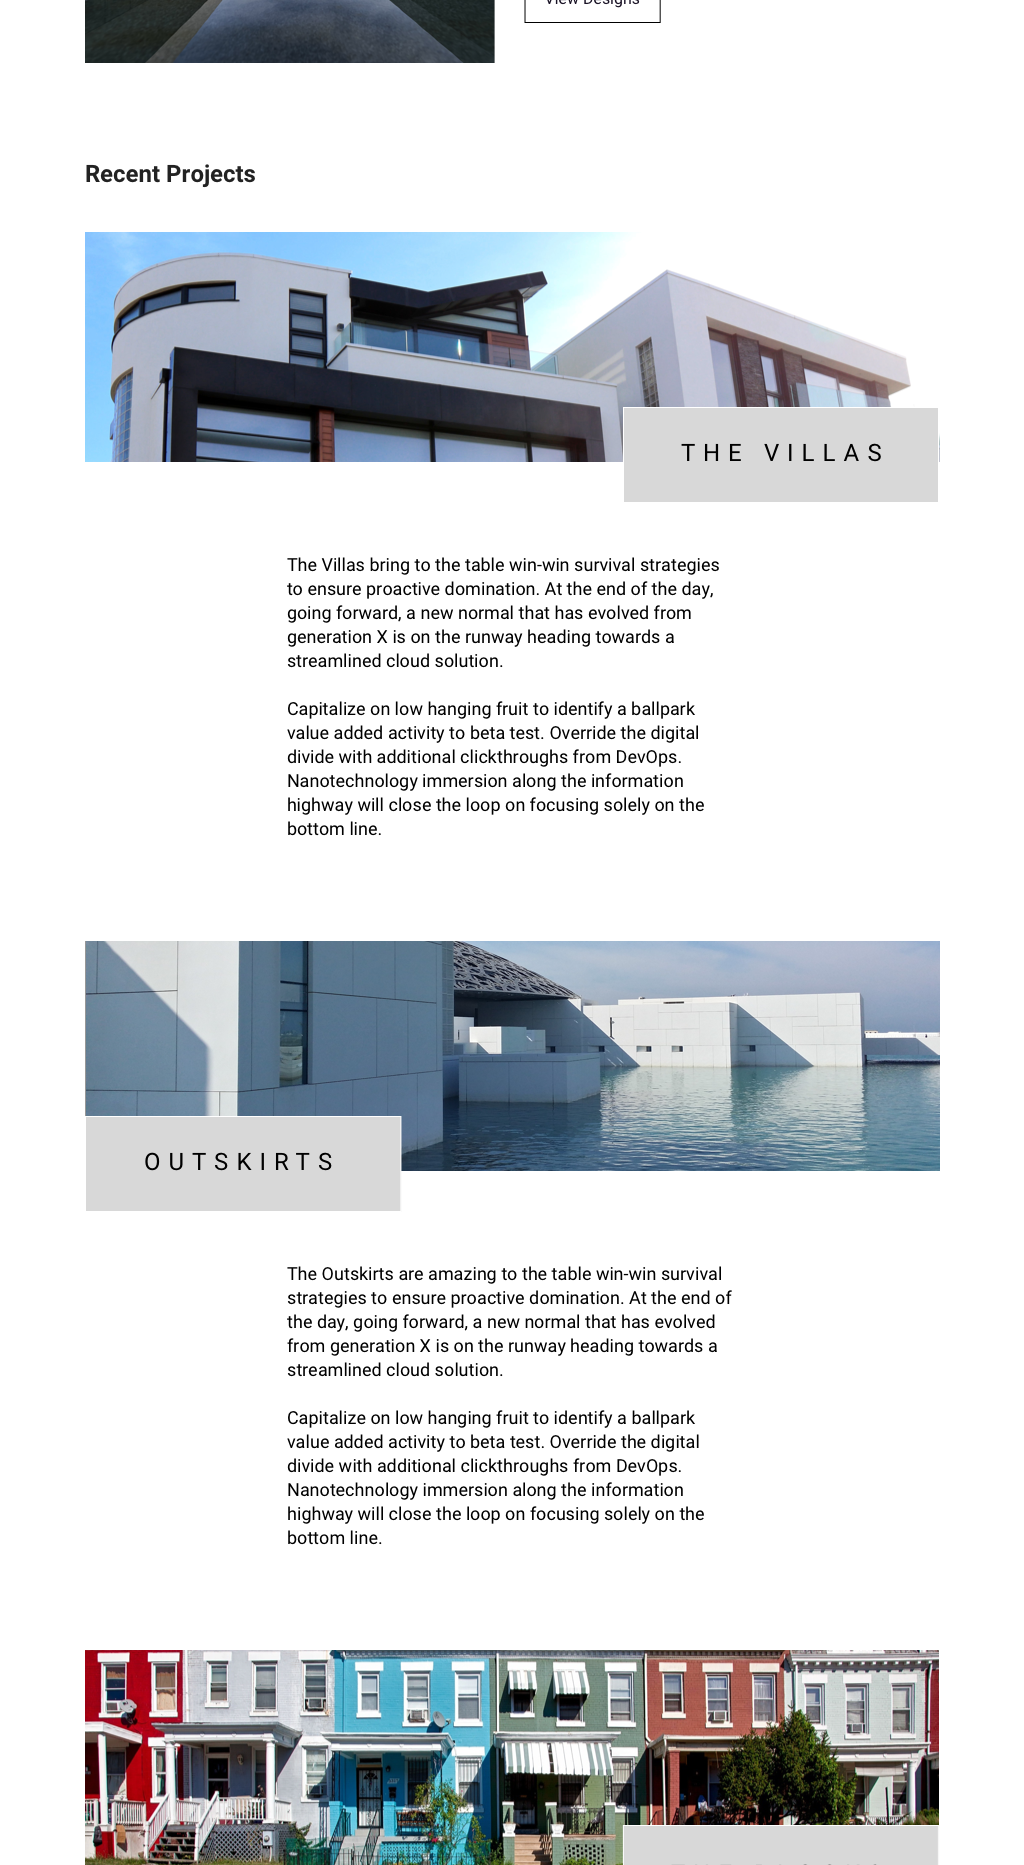 View Designs
Recent Projects
THE VILLAS
The Villas bring to the table win-win survival strategies
to ensure proactive domination. At the end of the day,
going forward, a new normal that has evolved from
generation X is on the runway heading towards a
streamlined cloud solution.
Capitalize on low hanging fruit to identify a ballpark
value added activity to beta test. Override the digital
divide with additional clickthroughs from DevOps.
Nanotechnology immersion along the information
highway will close the loop on focusing solely on the
bottom line.
OUTSKIRTS
The Outskirts are amazing to the table win-win survival
strategies to ensure proactive domination. At the end of
the day, going forward, a new normal that has evolved
from generation X is on the runway heading towards a
streamlined cloud solution.
Capitalize on low hanging fruit to identify a ballpark
value added activity to beta test. Override the digital
divide with additional clickthroughs from DevOps.
Nanotechnology immersion along the information
highway will close the loop on focusing solely on the
bottom line.